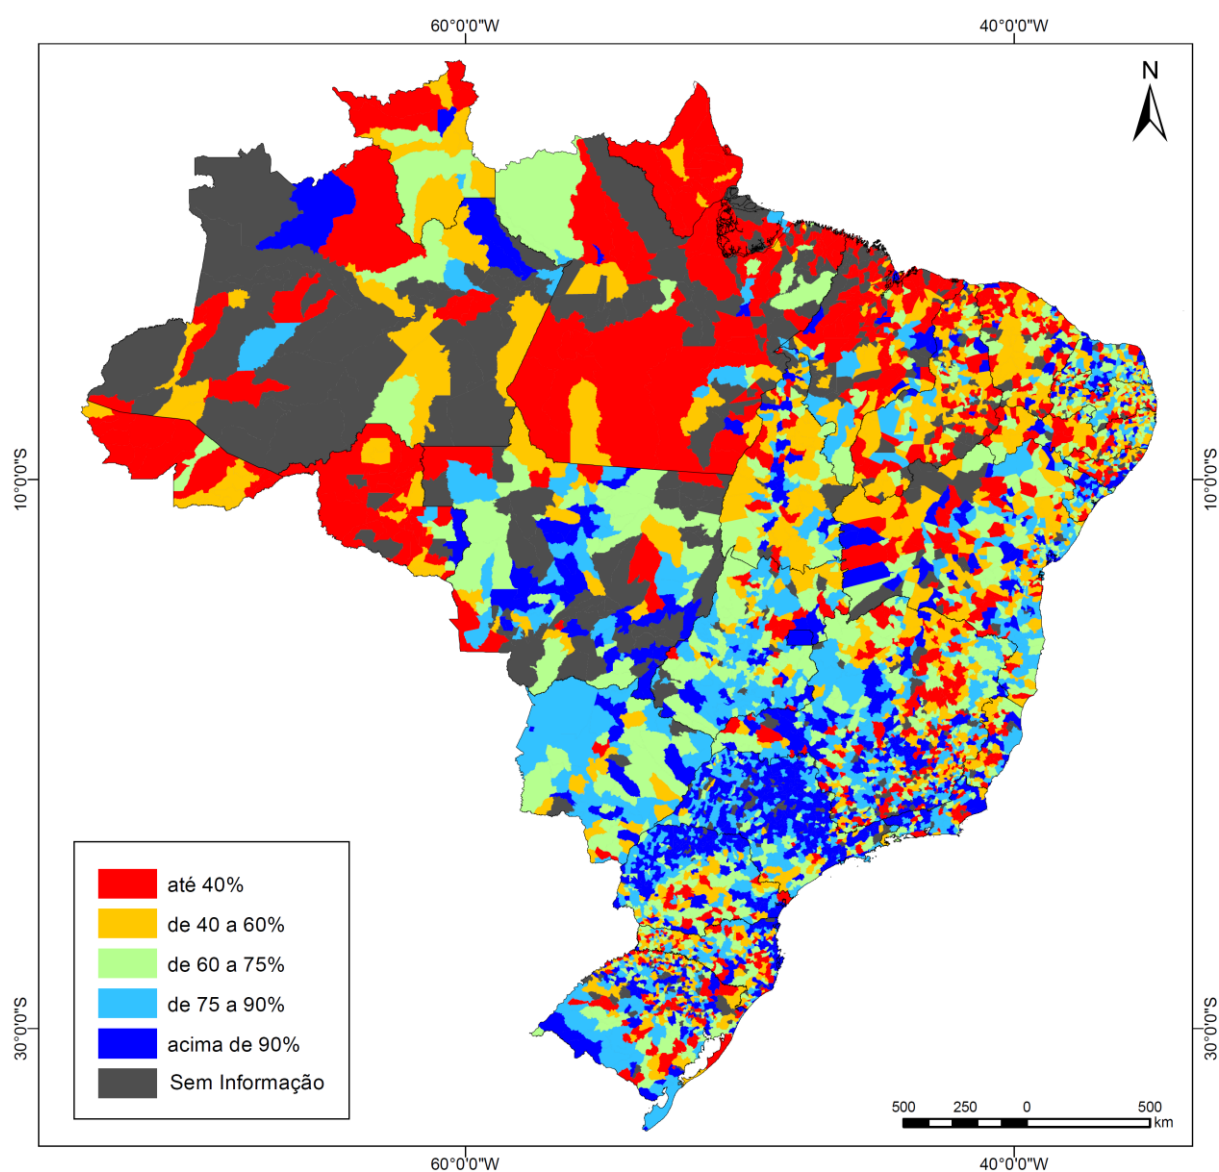 60°0'0"W 40°0'0"W
N
10°0'0"S 10°0'0"S
até 40%
de 40 a 60%
de 60 a 75%
de 75 a 90%
acima de 90%
Sem Informação
30°0'0"S 30°0'0"S
500 250 0 500
km
60°0'0"W 40°0'0"W